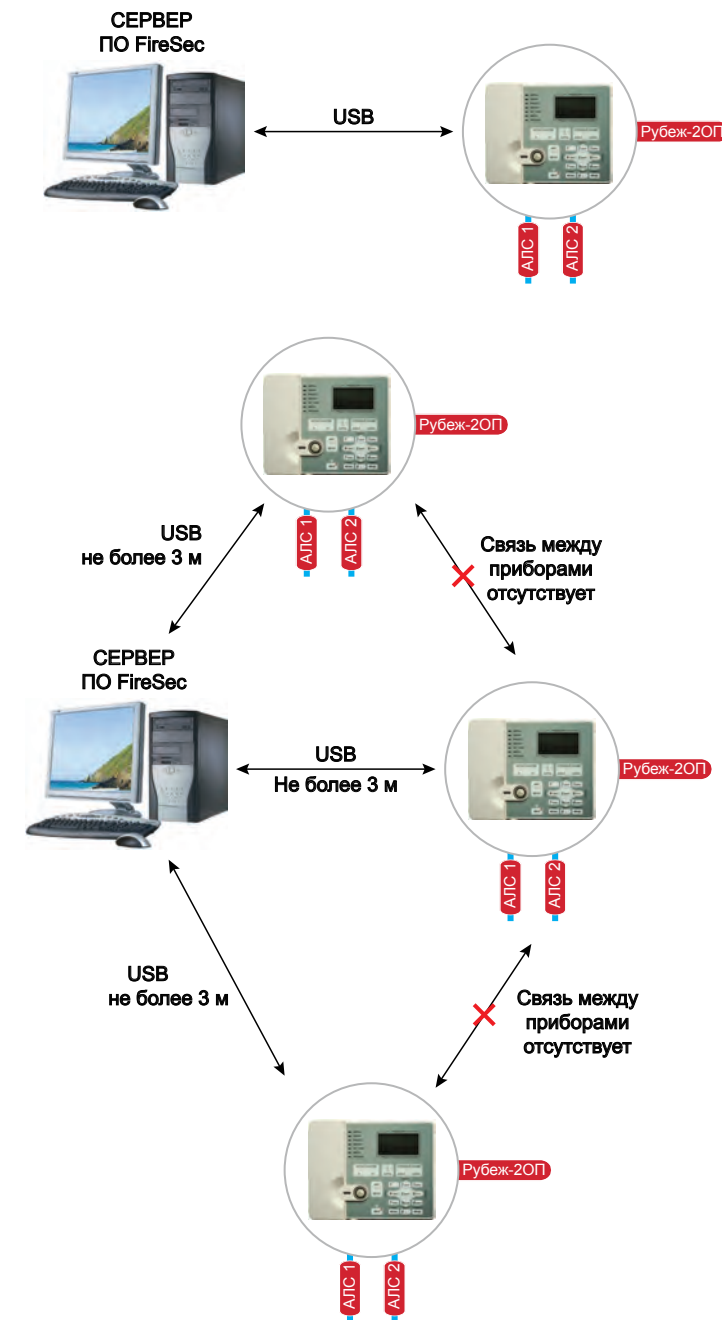 СЕРВЕР
ПО FireSec
USB
Рубеж-2ОП
АЛС 1
АЛС 2
Рубеж-2ОП
АЛС 1
АЛС 2
USB
не более 3 м
Связь между
приборами
отсутствует
СЕРВЕР
ПО FireSec
USB
Не более 3 м
Рубеж-2ОП
АЛС 1
АЛС 2
USB
не более 3 м
Связь между
приборами
отсутствует
Рубеж-2ОП
АЛС 1
АЛС 2